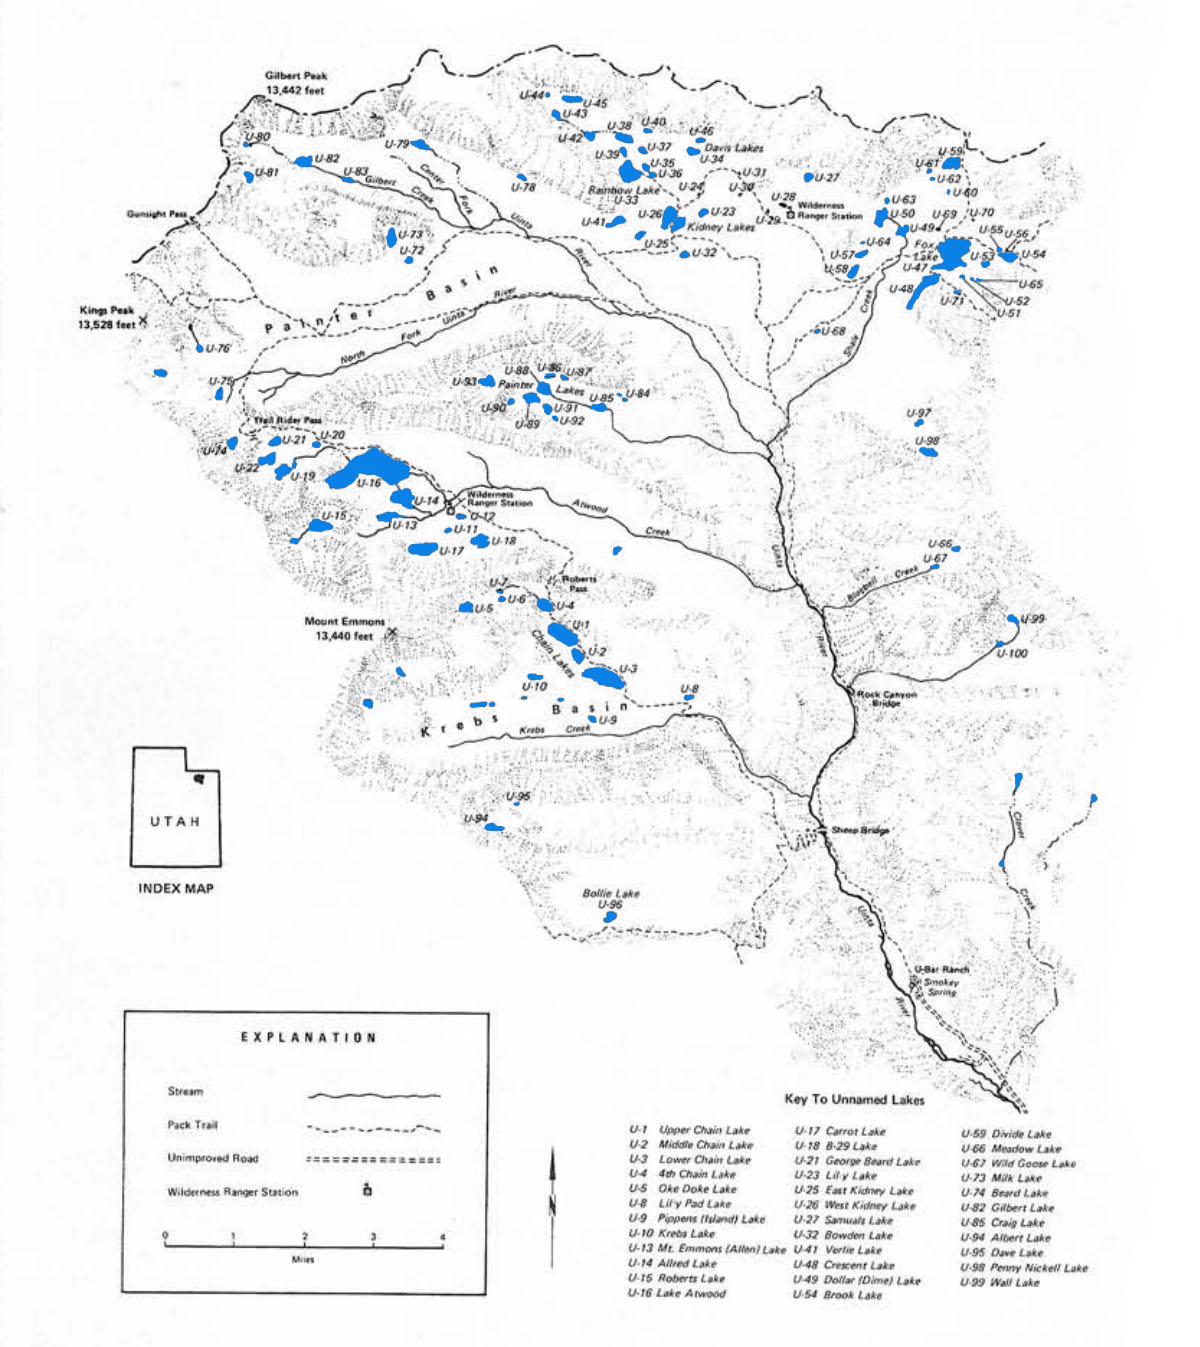 Gilbert Peak
13,442 feet
U-44
U-45
U-43
U-42
U-38
U-40
U-46
U-39
U-37
Davis Lakes
U-35
U-34
U-36
U-80
U-79
U-82
U-83
U-81
Gilbert
Creek
Center
Fork
U-78
Rainbow Lake
U-33
U-24
U-31
U-30
U-27
U-59
U-61
U-62
U-60
U-28
Wilderness
Ranger Station
U-29
U-63
U-50
U-69
U-70
U-49
U-55
U-56
Gunsight Pass
Uinta
River
U-41
U-26
U-23
Kidney Lakes
U-25
U-32
U-64
U-57
U-58
Fox
Lake
U-47
U-53
U-54
U-65
U-48
U-71
U-52
U-51
U-73
U-72
Painter Basin
Kings Peak
13,528 feet
North Fork Uinta River
U-68
Shale Creek
U-76
U-75
U-88
U-86
U-87
U-93
Painter Lakes
U-85
U-84
U-90
U-91
U-92
U-89
U-97
U-98
Trail Rider Pass
U-20
U-21
U-74
U-22
U-19
U-16
U-14
Wilderness
Ranger Station
U-15
U-13
U-12
U-11
U-17
U-18
Atwood Creek
Uinta
River
U-66
U-67
Bluebell Creek
U-7
Roberts
Pass
U-6
U-5
U-4
U-1
U-2
U-3
Chain Lakes
Mount Emmons
13,440 feet
U-99
U-100
U-10
U-8
Rock Canyon
Bridge
Krebs Basin
U-9
Krebs Creek
U-95
U-94
Sheep Bridge
Clover
Creek
UTAH
INDEX MAP
Bollie Lake
U-96
Uinta
River
U-Bar Ranch
Smokey
Spring
EXPLANATION
Stream
Pack Trail
Unimproved Road
Wilderness Ranger Station
0 1 2 3 4
Miles
N
Key To Unnamed Lakes
U-1 Upper Chain Lake
U-2 Middle Chain Lake
U-3 Lower Chain Lake
U-4 4th Chain Lake
U-5 Oke Doke Lake
U-8 Lily Pad Lake
U-9 Pippens (Island) Lake
U-10 Krebs Lake
U-13 Mt. Emmons (Allen) Lake
U-14 Allred Lake
U-15 Roberts Lake
U-16 Lake Atwood
U-17 Carrot Lake
U-18 B-29 Lake
U-21 George Beard Lake
U-23 Lily Lake
U-25 East Kidney Lake
U-26 West Kidney Lake
U-27 Samuals Lake
U-32 Bowden Lake
U-41 Verlie Lake
U-48 Crescent Lake
U-49 Dollar (Dime) Lake
U-54 Brook Lake
U-59 Divide Lake
U-66 Meadow Lake
U-67 Wild Goose Lake
U-73 Milk Lake
U-74 Beard Lake
U-82 Gilbert Lake
U-85 Craig Lake
U-94 Albert Lake
U-95 Dave Lake
U-98 Penny Nickell Lake
U-99 Wall Lake